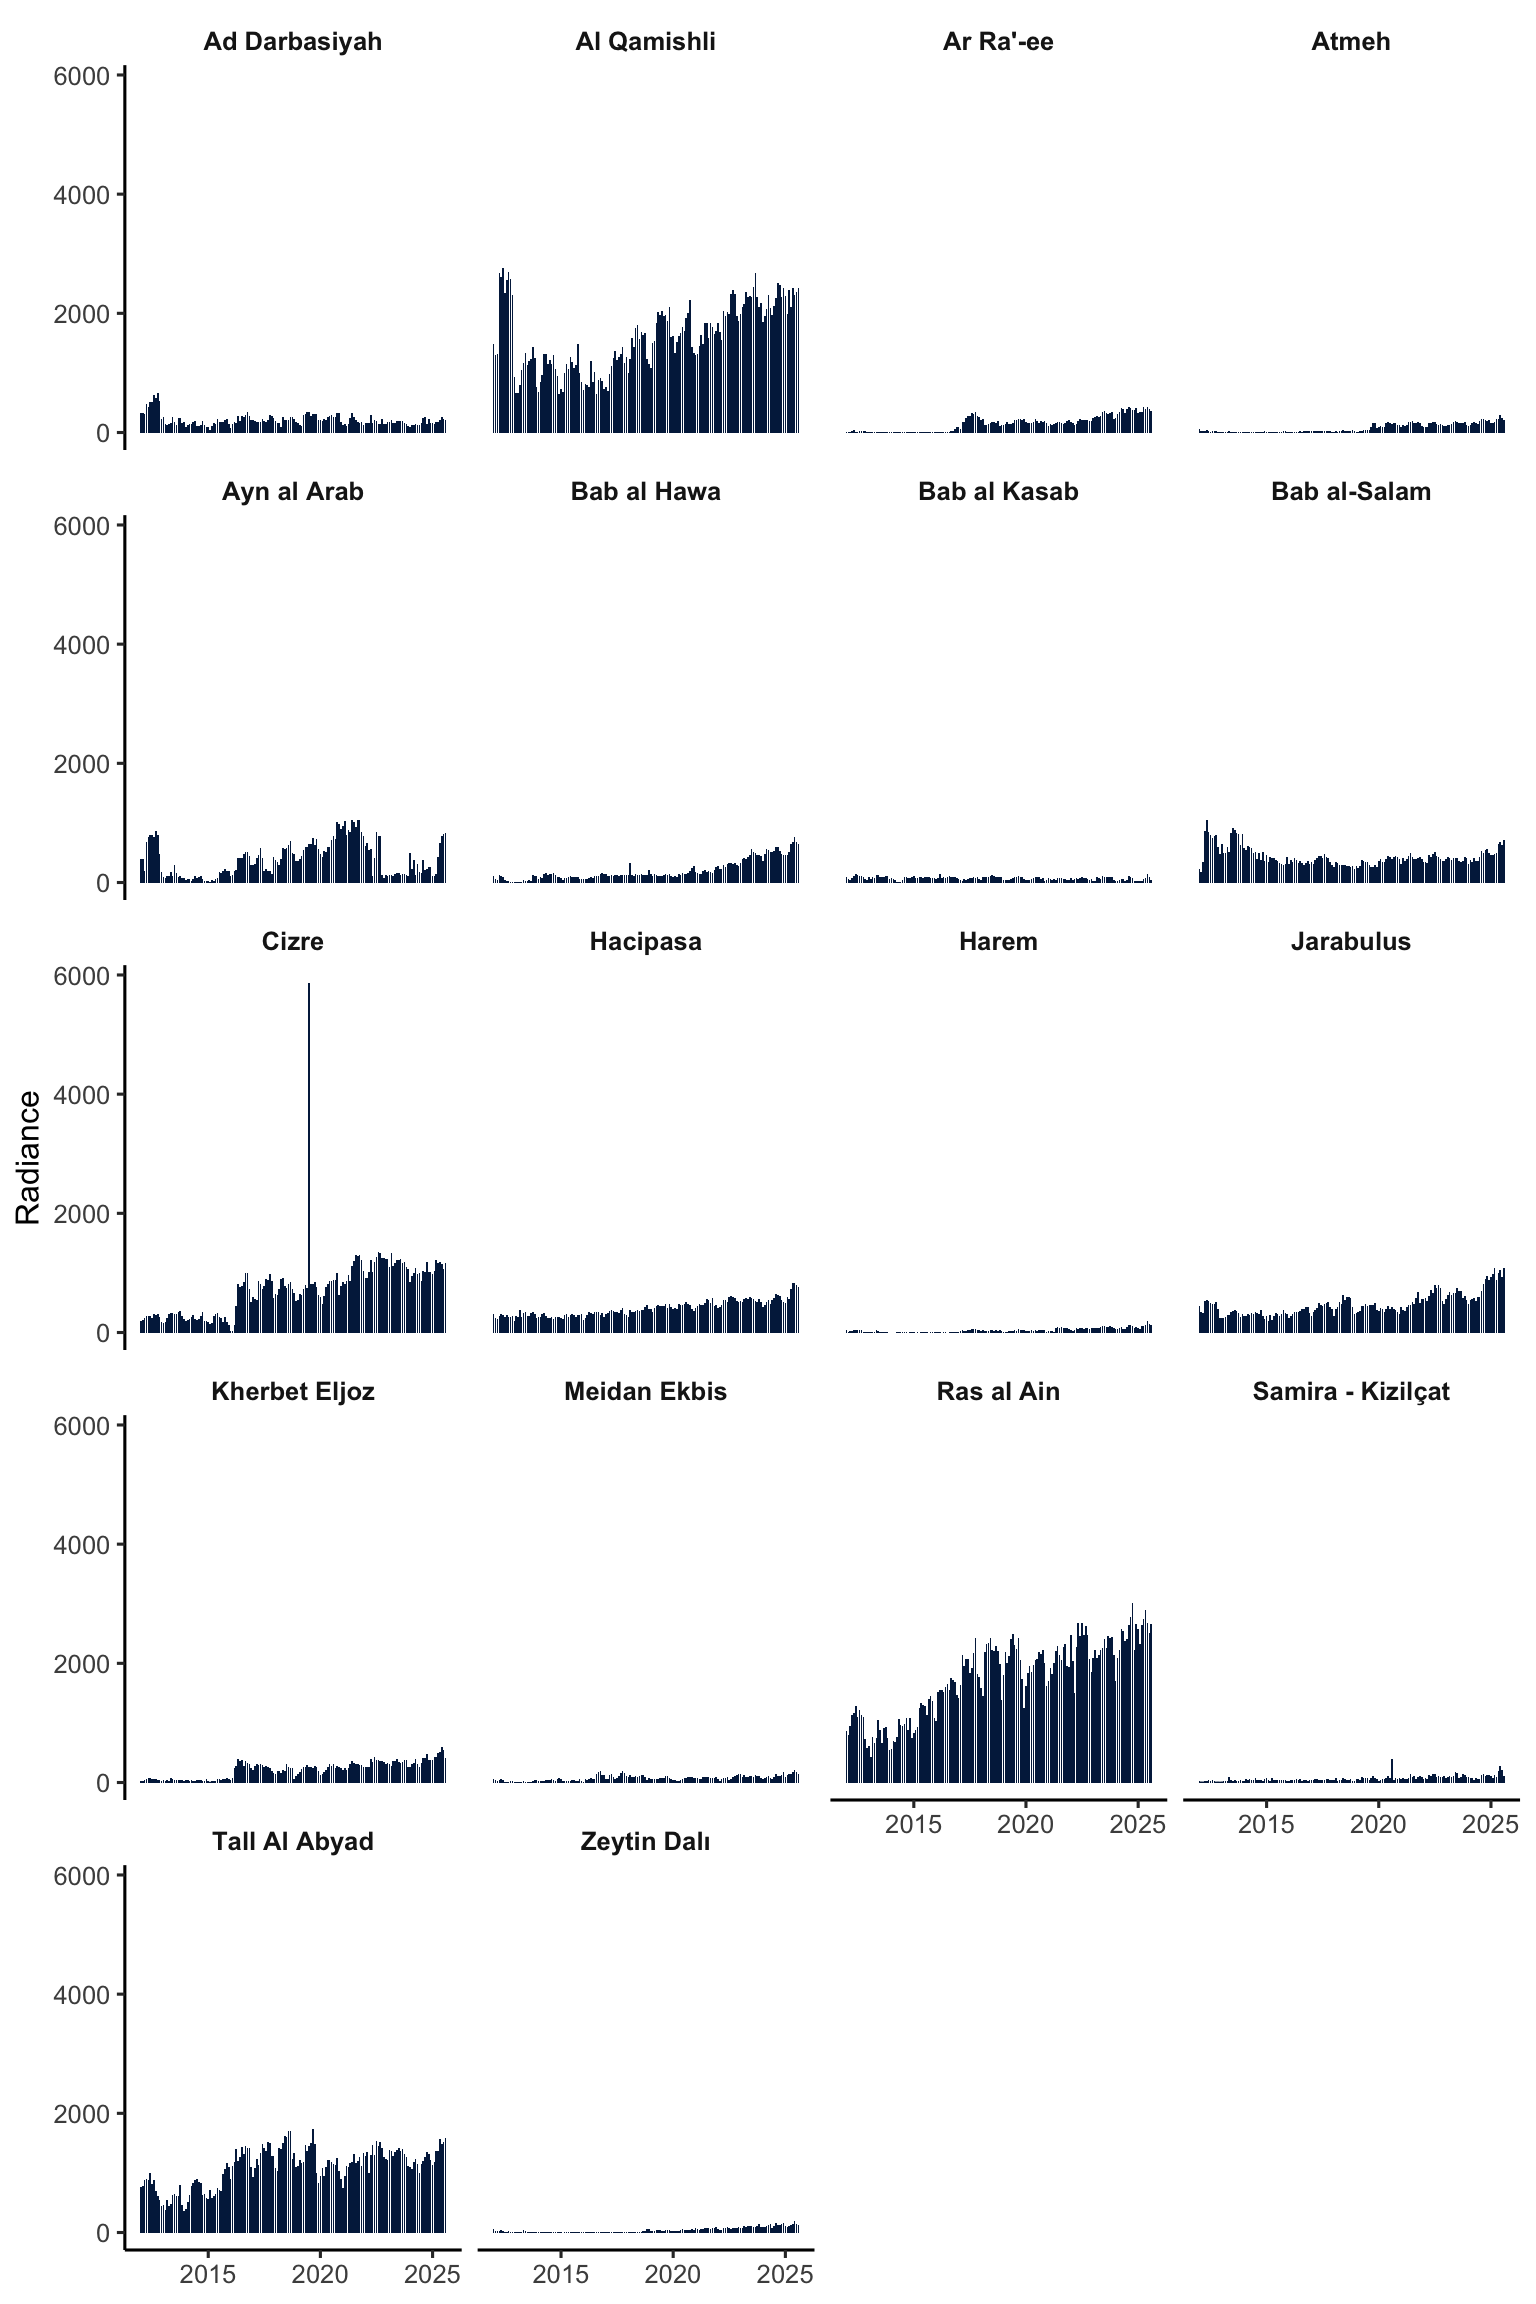 Ad Darbasiyah
Al Qamishli
Ar Ra'-ee
Atmeh
6000
4000
2000
0
Ayn al Arab
Bab al Hawa
Bab al Kasab
Bab al-Salam
6000
4000
2000
0
Cizre
Hacipasa
Harem
Jarabulus
6000
4000
2000
0
Radiance
Kherbet Eljoz
Meidan Ekbis
Ras al Ain
Samira - Kizilçat
6000
4000
2000
0
2015 2020 2025
2015 2020 2025
Tall Al Abyad
Zeytin Dalı
6000
4000
2000
0
2015 2020 2025
2015 2020 2025